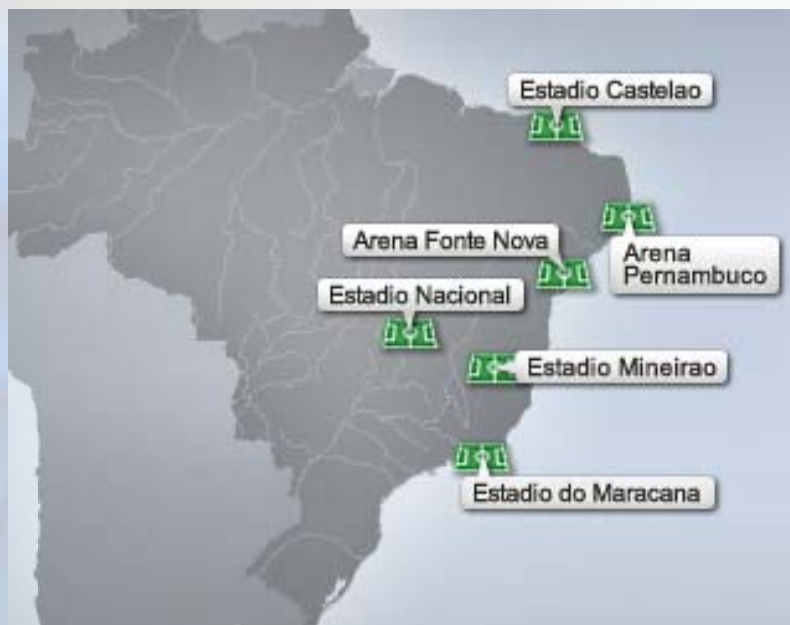 Estadio Castelao
Arena Fonte Nova
Arena
Pernambuco
Estadio Nacional
Estadio Mineirao
Estadio do Maracana